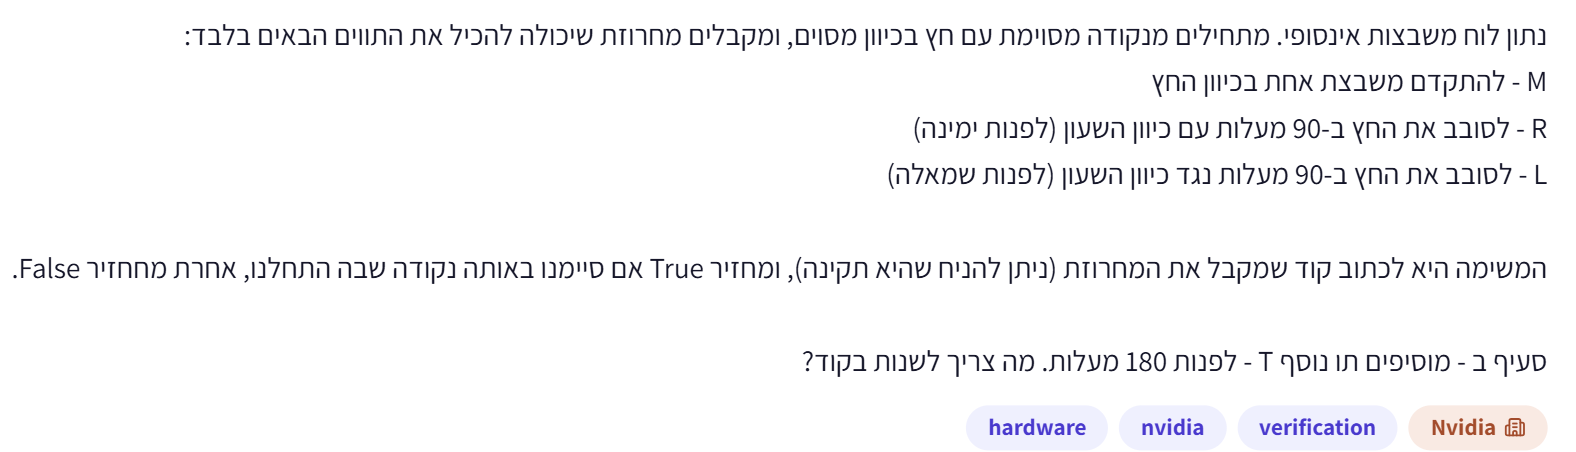 נתון לוח משבצות אינסופי. מתחילים מנקודה מסוימת עם חץ בכיוון מסוים, ומקבלים מחרוזת שיכולה להכיל את התווים הבאים בלבד:
M - להתקדם משבצת אחת בכיוון החץ
R - לסובב את החץ ב-90 מעלות עם כיוון השעון (לפנות ימינה)
L - לסובב את החץ ב-90 מעלות נגד כיוון השעון (לפנות שמאלה)
המשימה היא לכתוב קוד שמקבל את המחרוזת (ניתן להניח שהיא תקינה), ומחזיר True אם סיימנו באותה נקודה שבה התחלנו, אחרת מחחזיר False.
סעיף ב - מוסיפים תו נוסף T - לפנות 180 מעלות. מה צריך לשנות בקוד?
Nvidia verification nvidia hardware